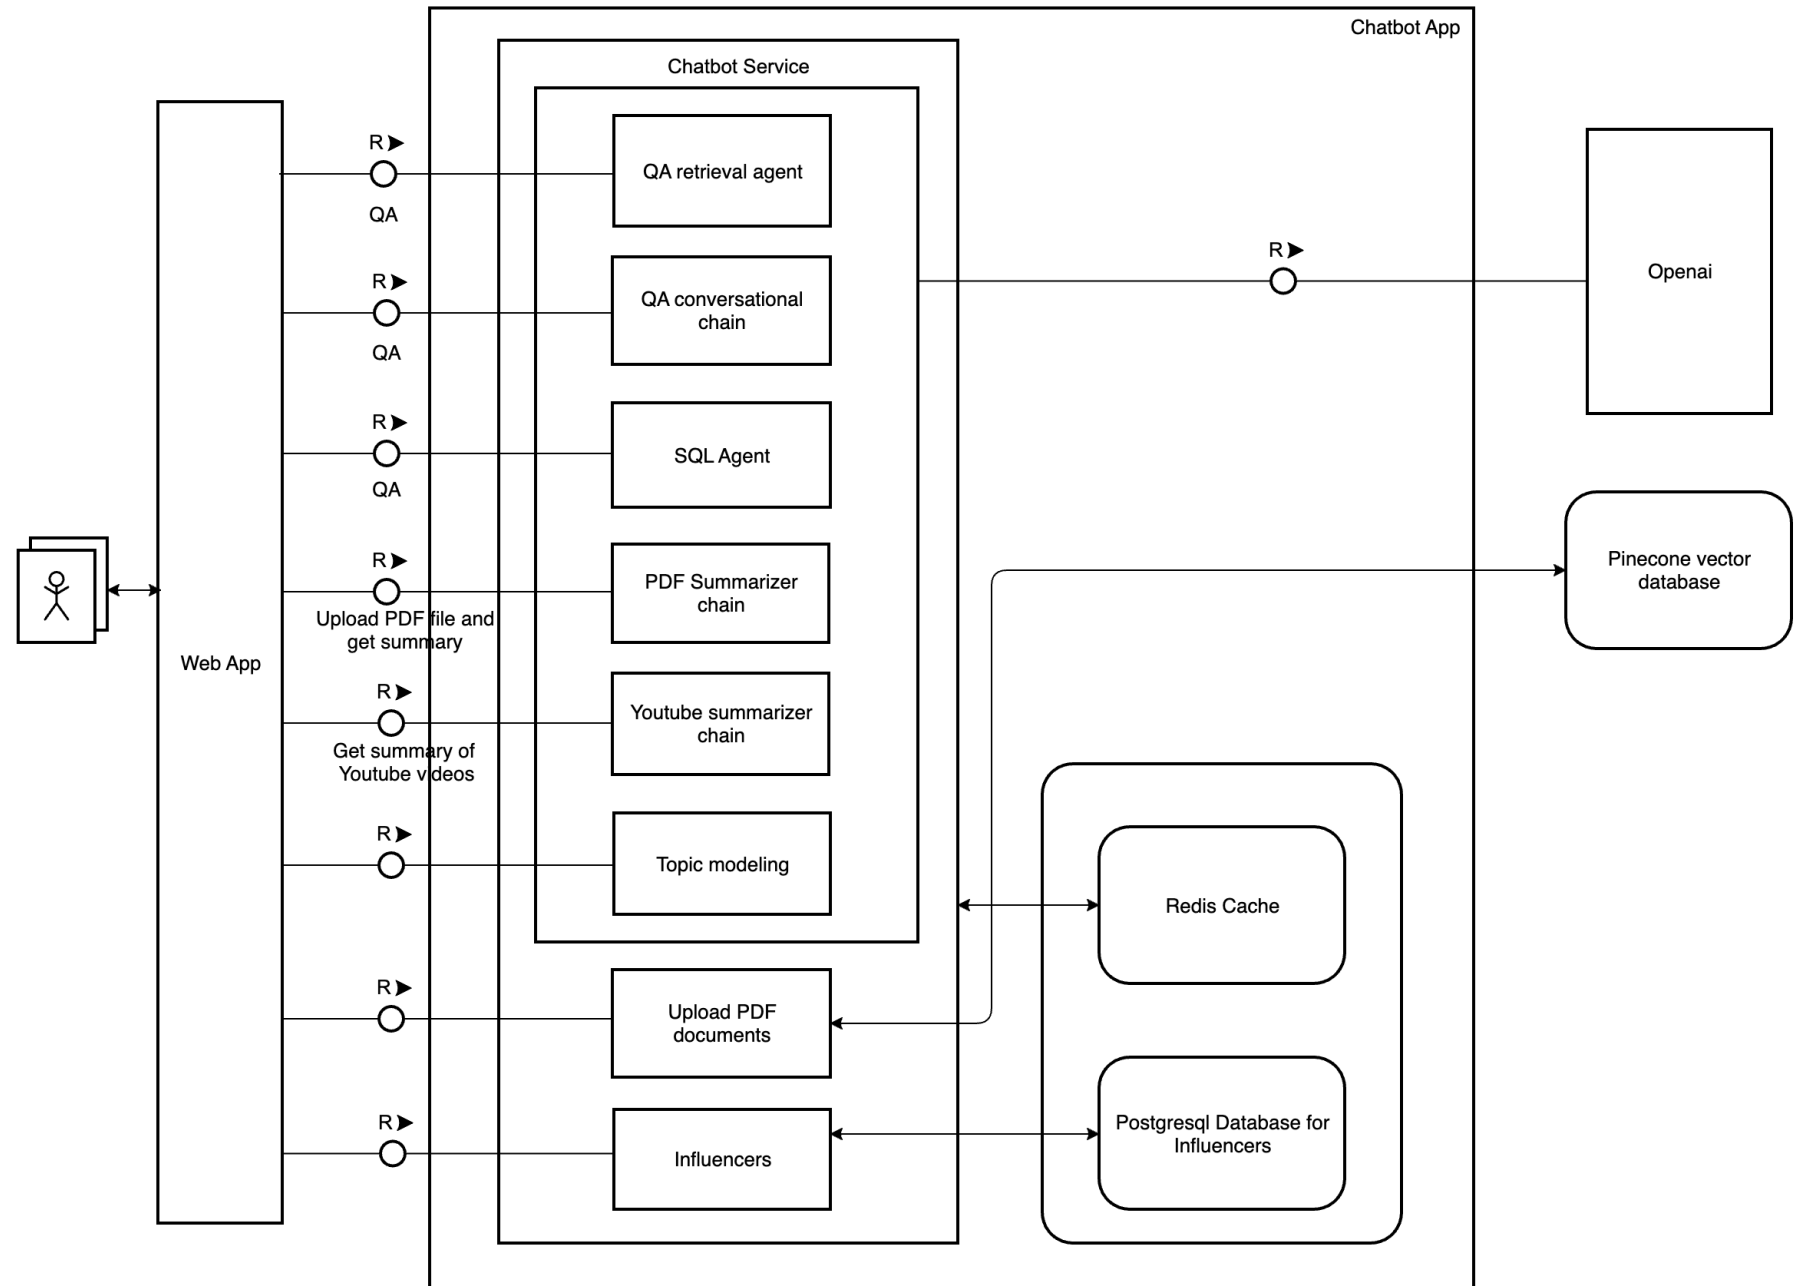 Chatbot App
Chatbot Service
R
QA retrieval agent
QA
R
Openai
R
QA conversational
chain
QA
R
SQL Agent
QA
R
PDF Summarizer
chain
Upload PDF file and
get summary
Pinecone vector
database
Web App
R
Youtube summarizer
chain
Get summary of
Youtube videos
R
Topic modeling
Redis Cache
R
Upload PDF
documents
R
Influencers
Postgresql Database for
Influencers